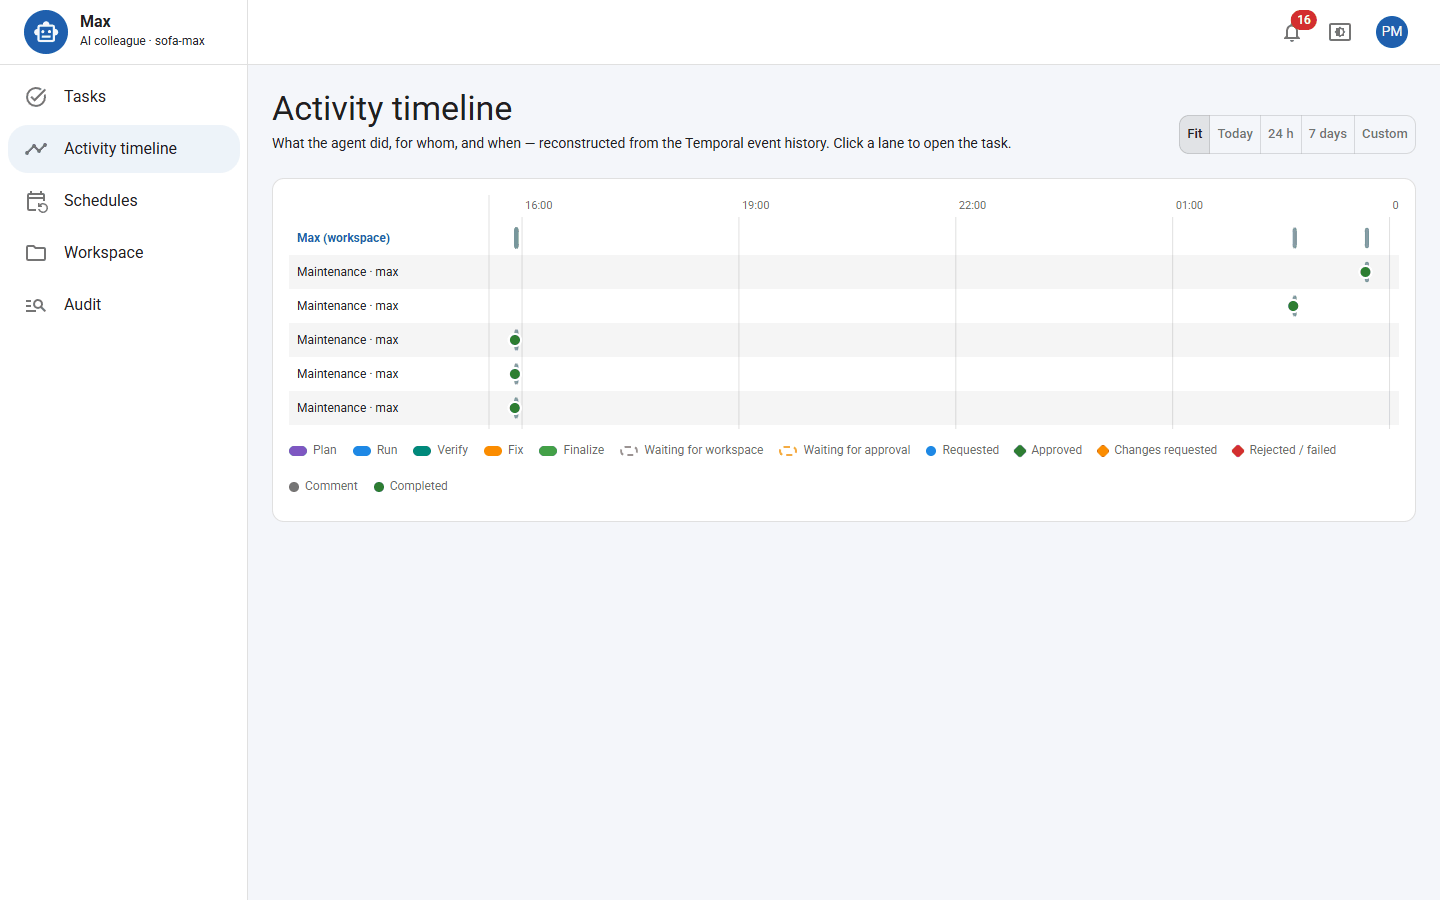 Max
AI colleague · sofa-max
16
PM
Tasks
Activity timeline
Schedules
Workspace
Audit
Activity timeline
What the agent did, for whom, and when — reconstructed from the Temporal event history. Click a lane to open the task.
Fit Today 24 h 7 days Custom
16:00 19:00 22:00 01:00 0
Max (workspace)
Maintenance · max
Maintenance · max
Maintenance · max
Maintenance · max
Maintenance · max
Plan Run Verify Fix Finalize Waiting for workspace Waiting for approval Requested Approved Changes requested Rejected / failed
Comment Completed